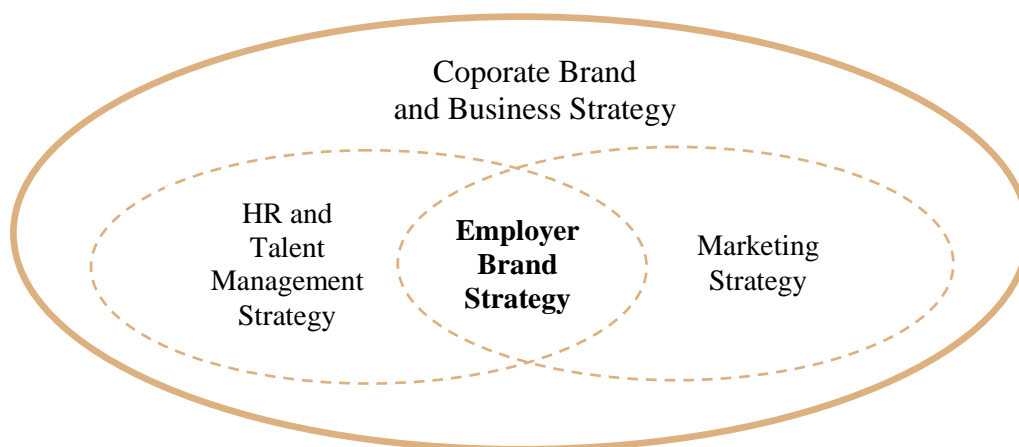 Coporate Brand
and Business Strategy
HR and
Talent
Management
Strategy
Employer
Brand
Strategy
Marketing
Strategy